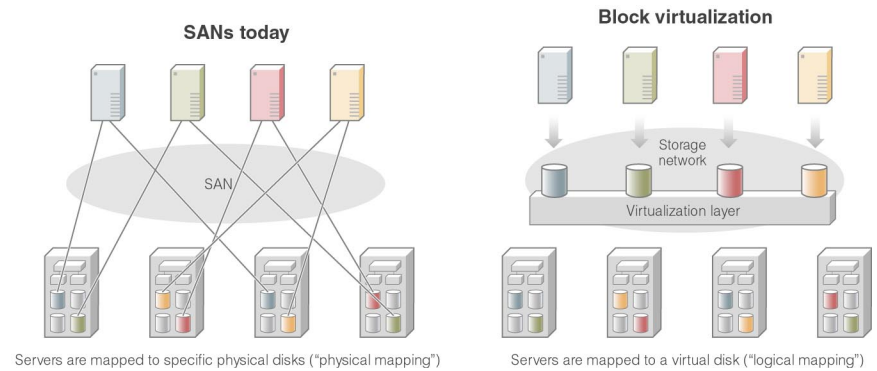 SANs today
SAN
Servers are mapped to specific physical disks (“physical mapping”)
Block virtualization
Storage
network
Virtualization layer
Servers are mapped to a virtual disk (“logical mapping”)